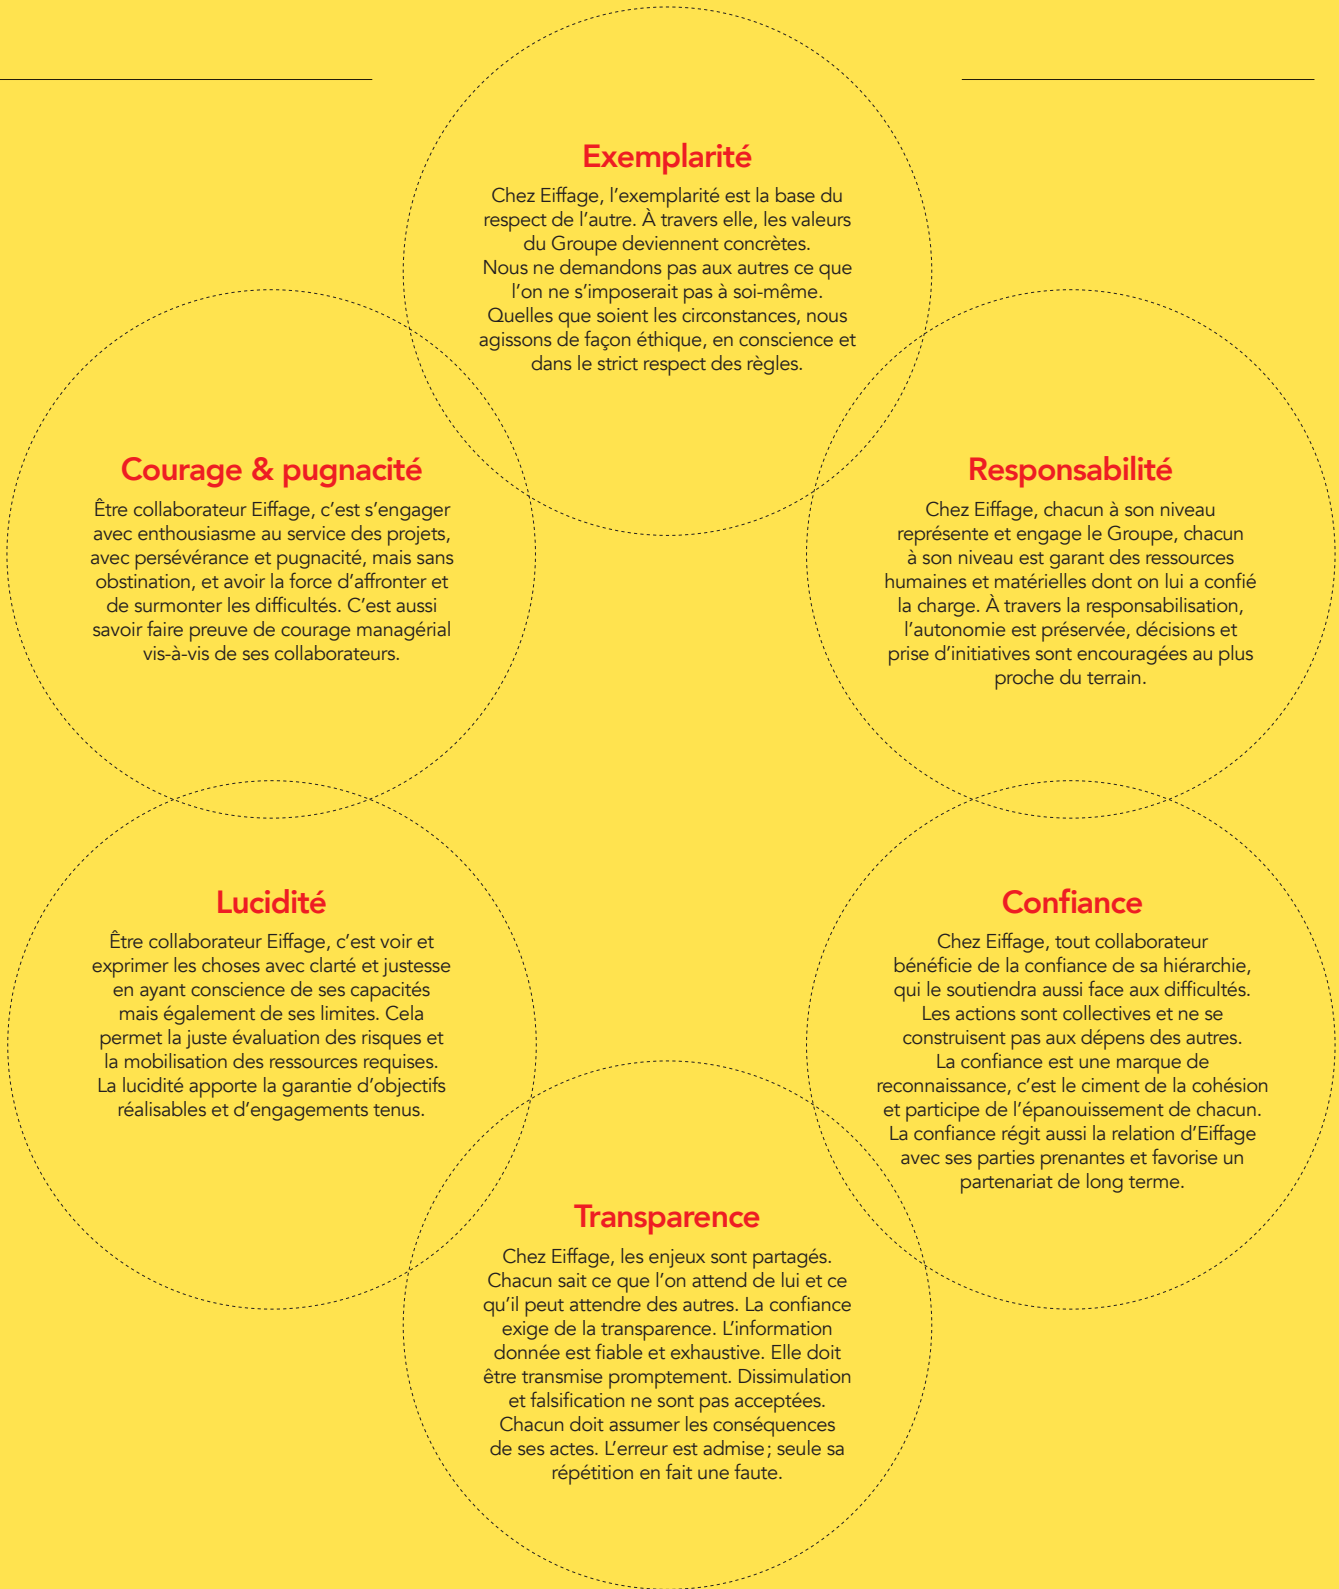 Exemplarité
Chez Eiffage, l’exemplarité est la base du
respect de l’autre. À travers elle, les valeurs
du Groupe deviennent concrètes.
Nous ne demandons pas aux autres ce que
l’on ne s’imposerait pas à soi-même.
Quelles que soient les circonstances, nous
agissons de façon éthique, en conscience et
dans le strict respect des règles.
Courage & pugnacité
Être collaborateur Eiffage, c’est s’engager
avec enthousiasme au service des projets,
avec persévérance et pugnacité, mais sans
obstination, et avoir la force d’affronter et
de surmonter les difficultés. C’est aussi
savoir faire preuve de courage managérial
vis-à-vis de ses collaborateurs.
Responsabilité
Chez Eiffage, chacun à son niveau
représente et engage le Groupe, chacun
à son niveau est garant des ressources
humaines et matérielles dont on lui a confié
la charge. À travers la responsabilisation,
l’autonomie est préservée, décisions et
prise d’initiatives sont encouragées au plus
proche du terrain.
Lucidité
Être collaborateur Eiffage, c’est voir et
exprimer les choses avec clarté et justesse
en ayant conscience de ses capacités
mais également de ses limites. Cela
permet la juste évaluation des risques et
la mobilisation des ressources requises.
La lucidité apporte la garantie d’objectifs
réalisables et d’engagements tenus.
Confiance
Chez Eiffage, tout collaborateur
bénéficie de la confiance de sa hiérarchie,
qui le soutiendra aussi face aux difficultés.
Les actions sont collectives et ne se
construisent pas aux dépens des autres.
La confiance est une marque de
reconnaissance, c’est le ciment de la cohésion
et participe de l’épanouissement de chacun.
La confiance régit aussi la relation d’Eiffage
avec ses parties prenantes et favorise un
partenariat de long terme.
Transparence
Chez Eiffage, les enjeux sont partagés.
Chacun sait ce que l’on attend de lui et ce
qu’il peut attendre des autres. La confiance
exige de la transparence. L’information
donnée est fiable et exhaustive. Elle doit
être transmise promptement. Dissimulation
et falsification ne sont pas acceptées.
Chacun doit assumer les conséquences
de ses actes. L’erreur est admise ; seule sa
répétition en fait une faute.